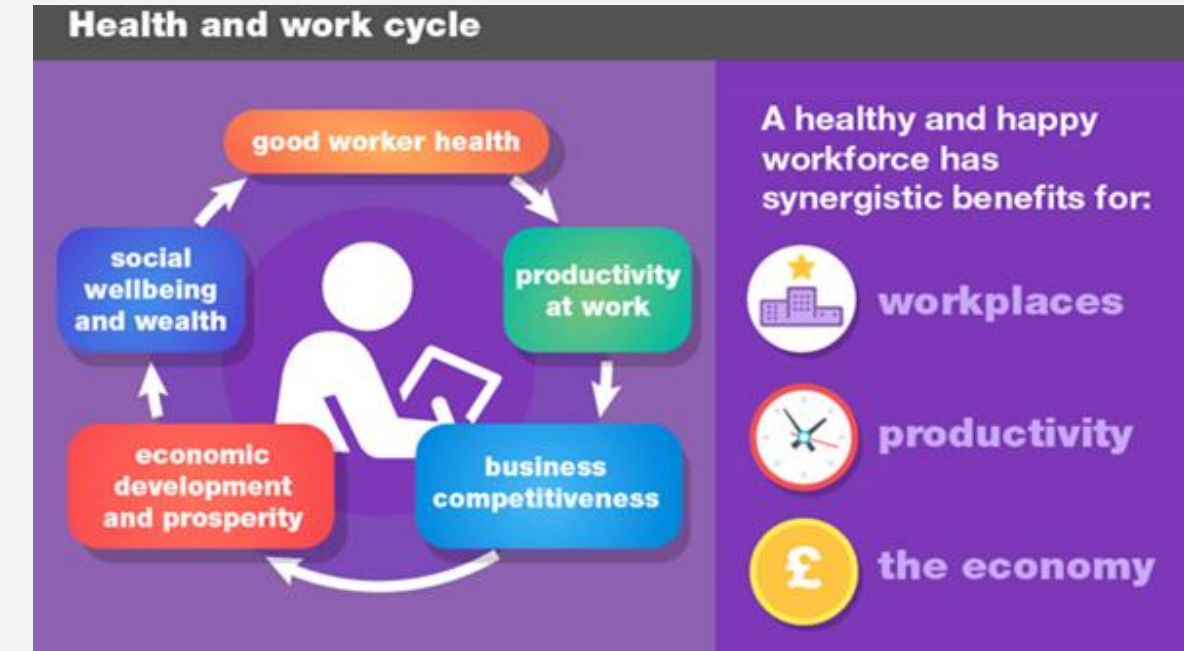 Health and work cycle
good worker health
productivity
at work
business
competitiveness
economic
development
and prosperity
social
wellbeing
and wealth
A healthy and happy
workforce has
synergistic benefits for:
workplaces
productivity
£
the economy